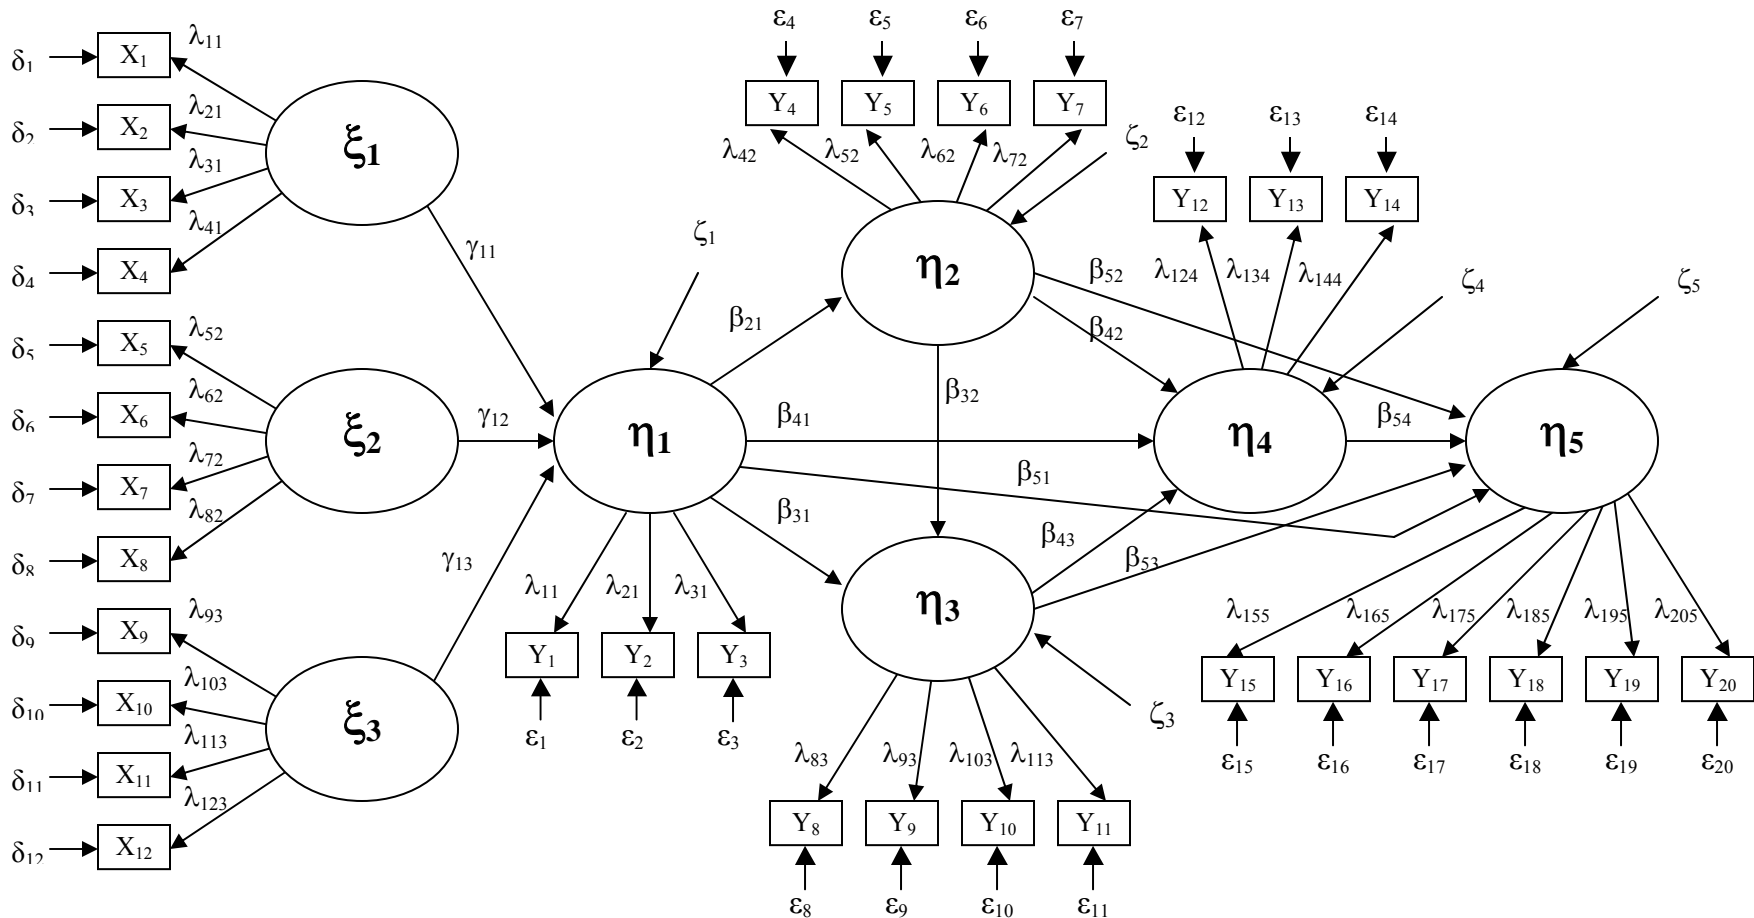 δ₁ X₁ λ₁₁
δ₂ X₂ λ₂₁
ξ₁
δ₃ X₃ λ₃₁
δ₄ X₄ λ₄₁
δ₅ X₅ λ₅₂
δ₆ X₆ λ₆₂
ξ₂
δ₇ X₇ λ₇₂
δ₈ X₈ λ₈₂
δ₉ X₉ λ₉₃
δ₁₀ X₁₀ λ₁₀₃
ξ₃
δ₁₁ X₁₁ λ₁₁₃
δ₁₂ X₁₂ λ₁₂₃
γ₁₁
γ₁₂
γ₁₃
ζ₁
η₁
λ₁₁ λ₂₁ λ₃₁
Y₁ Y₂ Y₃
ε₁ ε₂ ε₃
ε₄ ε₅ ε₆ ε₇
Y₄ Y₅ Y₆ Y₇
λ₄₂ λ₅₂ λ₆₂ λ₇₂
ζ₂
η₂
β₂₁
β₃₂
β₄₁
β₅₁
β₃₁
β₅₂
β₄₂
β₄₃
β₅₃
η₃
ζ₃
λ₈₃ λ₉₃ λ₁₀₃ λ₁₁₃
Y₈ Y₉ Y₁₀ Y₁₁
ε₈ ε₉ ε₁₀ ε₁₁
ε₁₂ ε₁₃ ε₁₄
Y₁₂ Y₁₃ Y₁₄
λ₁₂₄ λ₁₃₄ λ₁₄₄
ζ₄
η₄
β₅₄
ζ₅
η₅
λ₁₅₅ λ₁₆₅ λ₁₇₅ λ₁₈₅ λ₁₉₅ λ₂₀₅
Y₁₅ Y₁₆ Y₁₇ Y₁₈ Y₁₉ Y₂₀
ε₁₅ ε₁₆ ε₁₇ ε₁₈ ε₁₉ ε₂₀